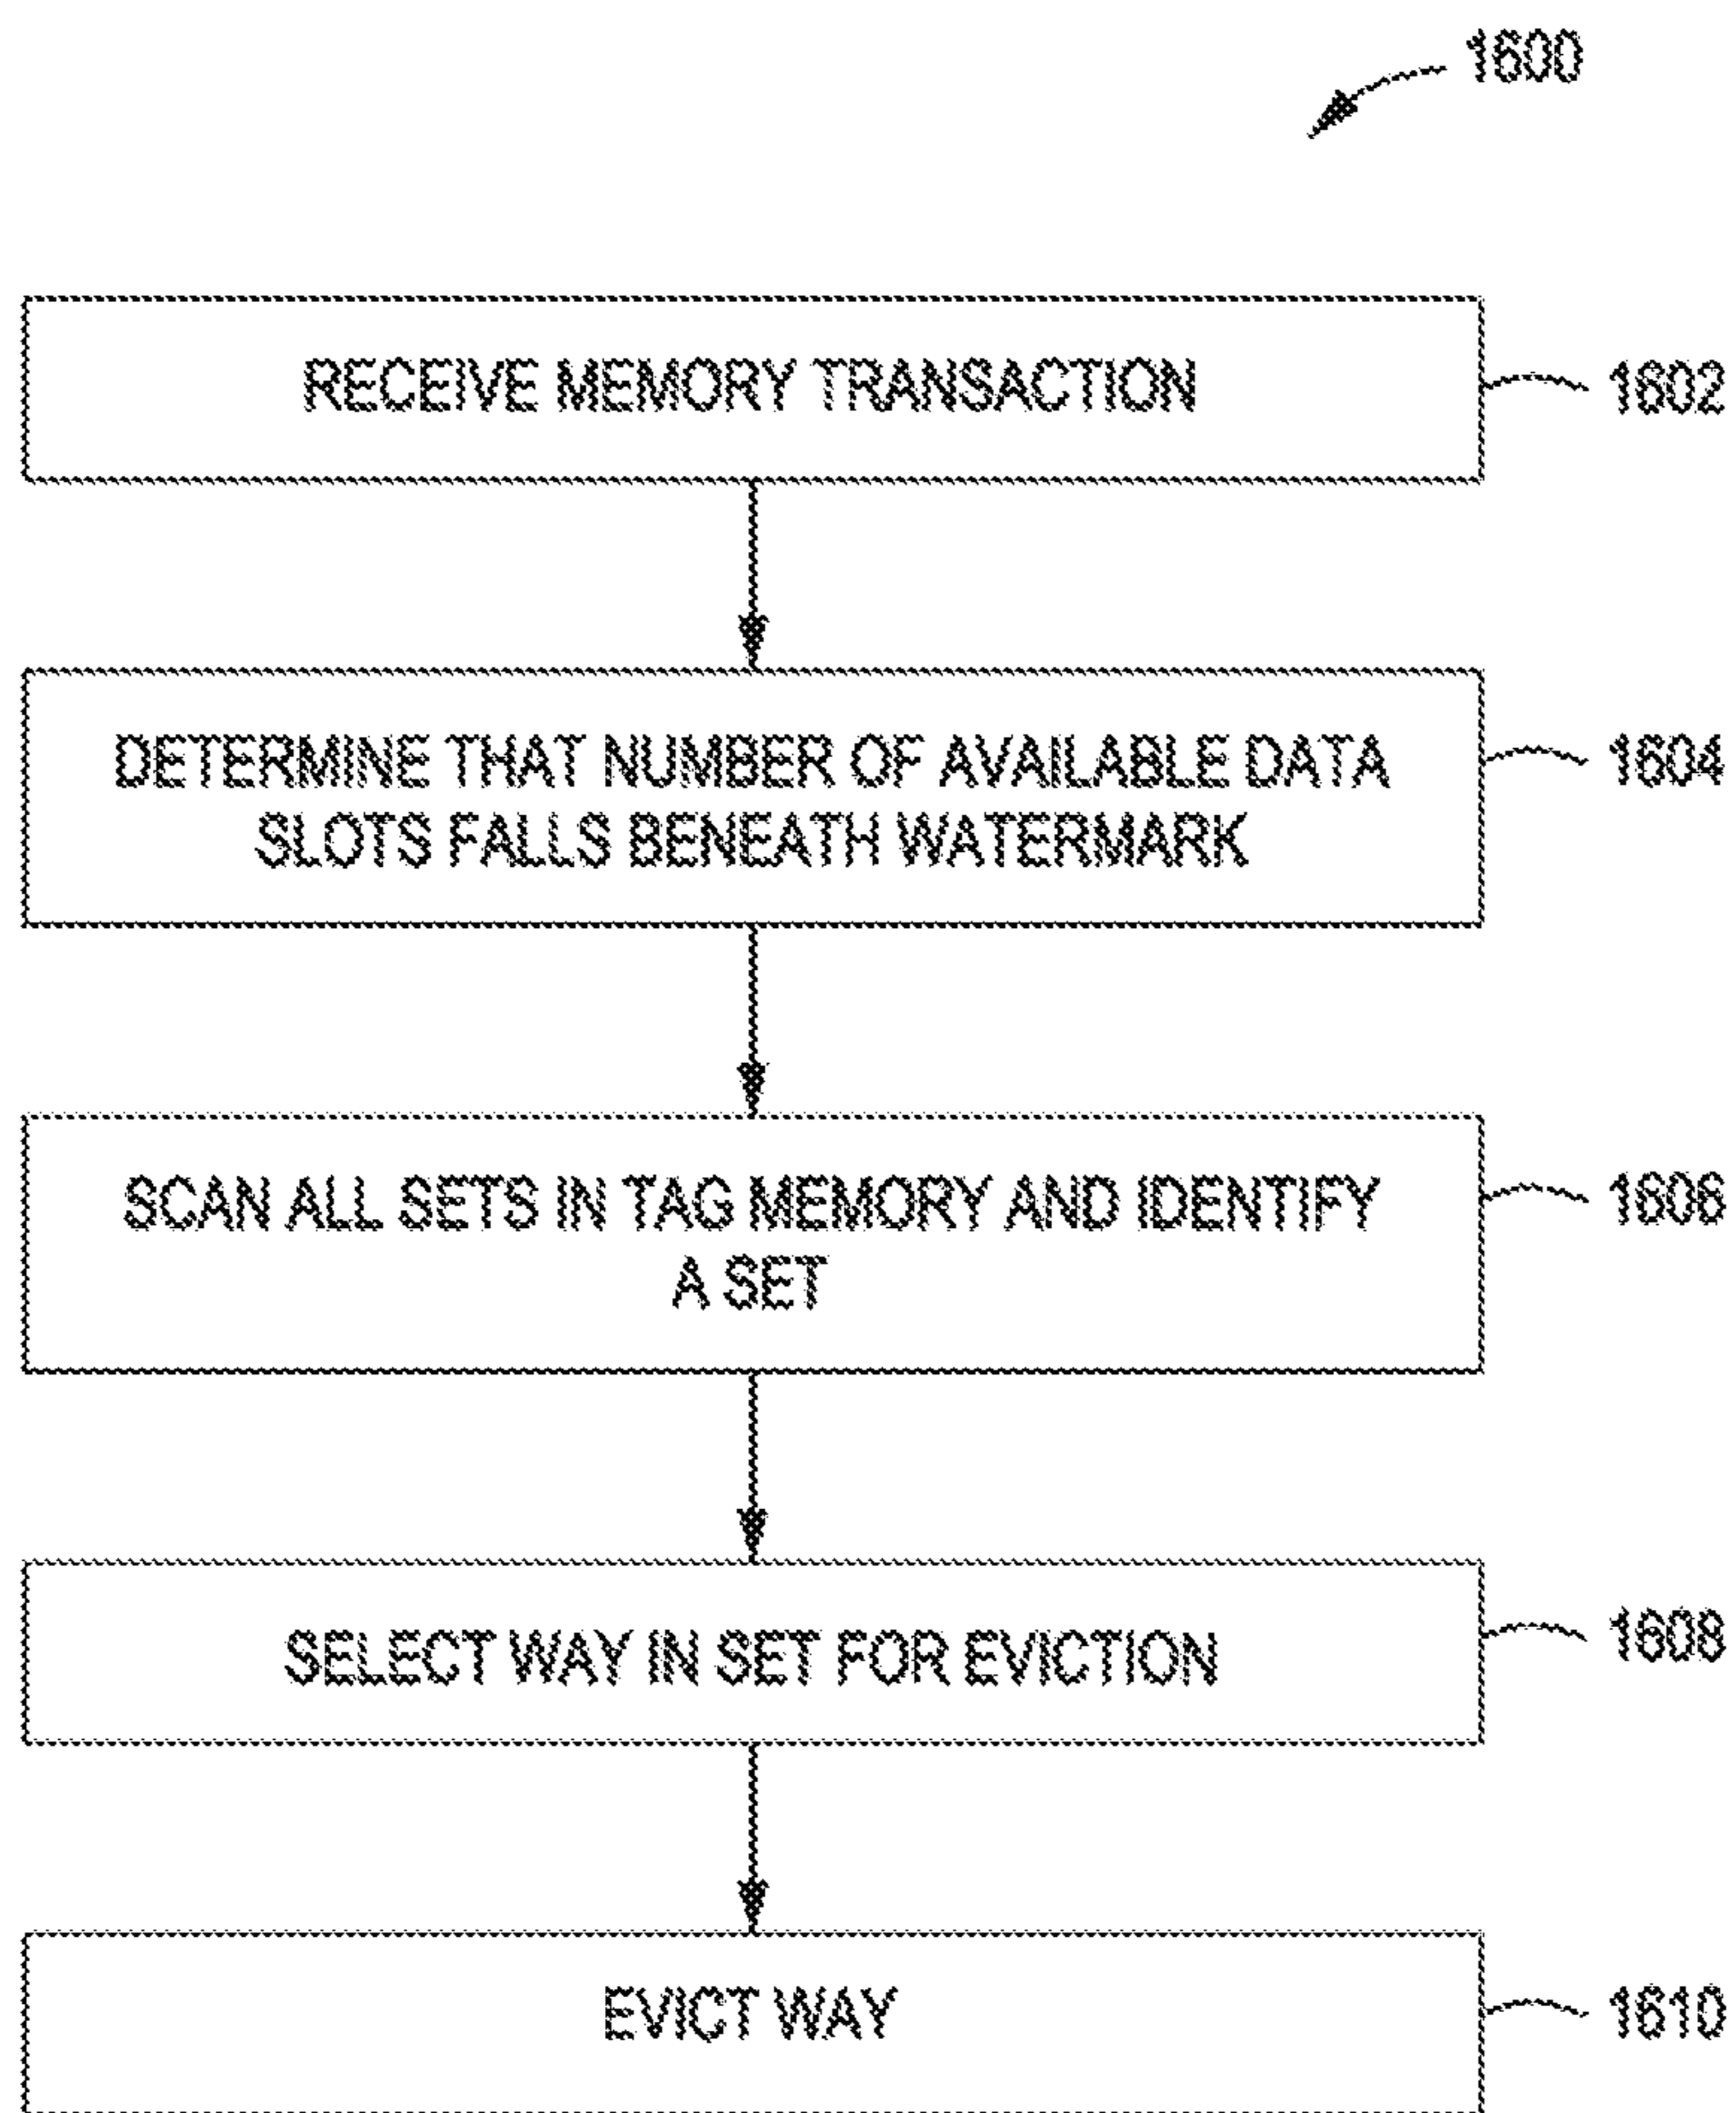 1600
RECEIVE MEMORY TRANSACTION
1602
DETERMINE THAT NUMBER OF AVAILABLE DATA
SLOTS FALLS BENEATH WATERMARK
1604
SCAN ALL SETS IN TAG MEMORY AND IDENTIFY
A SET
1606
SELECT WAY IN SET FOR EVICTION
1608
EVICT WAY
1610